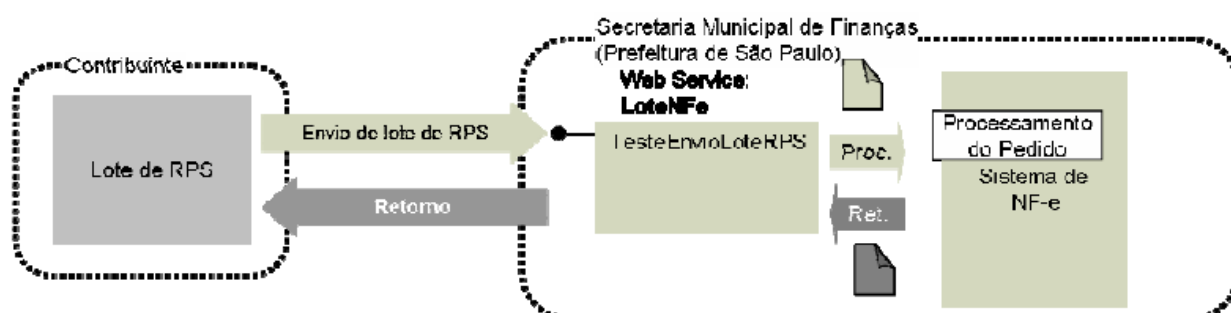 Secretaria Municipal de Finanças
(Prefeitura de São Paulo)
Contribuinte
Web Service:
LoteNFe
Lote de RPS
Envio de lote de RPS
TesteEnvioLoteRPS
Proc.
Processamento
do Pedido
Sistema de
NF-e
Retorno
Ret.